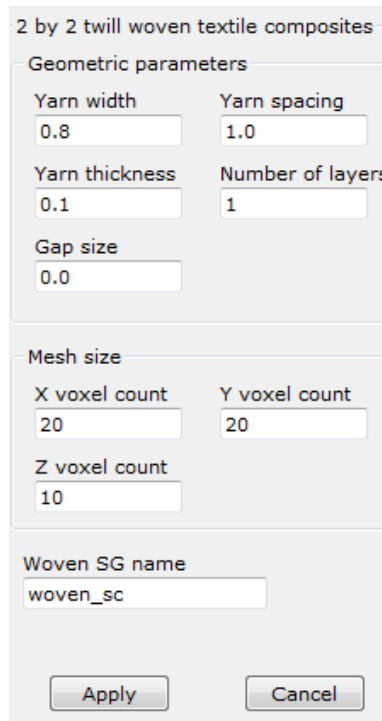 2 by 2 twill woven textile composites
Geometric parameters
Yarn width Yarn spacing
0.8 1.0
Yarn thickness Number of layers
0.1 1
Gap size
0.0
Mesh size
X voxel count Y voxel count
20 20
Z voxel count
10
Woven SG name
woven_sc
Apply Cancel